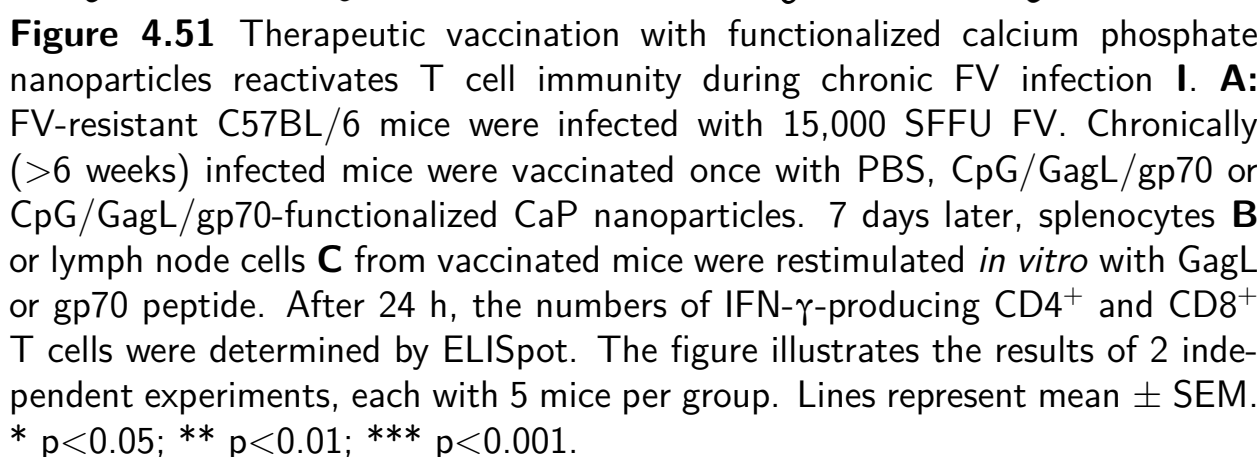 Figure 4.51 Therapeutic vaccination with functionalized calcium phosphate
nanoparticles reactivates T cell immunity during chronic FV infection I. A:
FV-resistant C57BL/6 mice were infected with 15,000 SFFU FV. Chronically
(>6 weeks) infected mice were vaccinated once with PBS, CpG/GagL/gp70 or
CpG/GagL/gp70-functionalized CaP nanoparticles. 7 days later, splenocytes B
or lymph node cells C from vaccinated mice were restimulated in vitro with GagL
or gp70 peptide. After 24 h, the numbers of IFN-γ-producing CD4⁺ and CD8⁺
T cells were determined by ELISpot. The figure illustrates the results of 2 inde-
pendent experiments, each with 5 mice per group. Lines represent mean ± SEM.
* p<0.05; ** p<0.01; *** p<0.001.